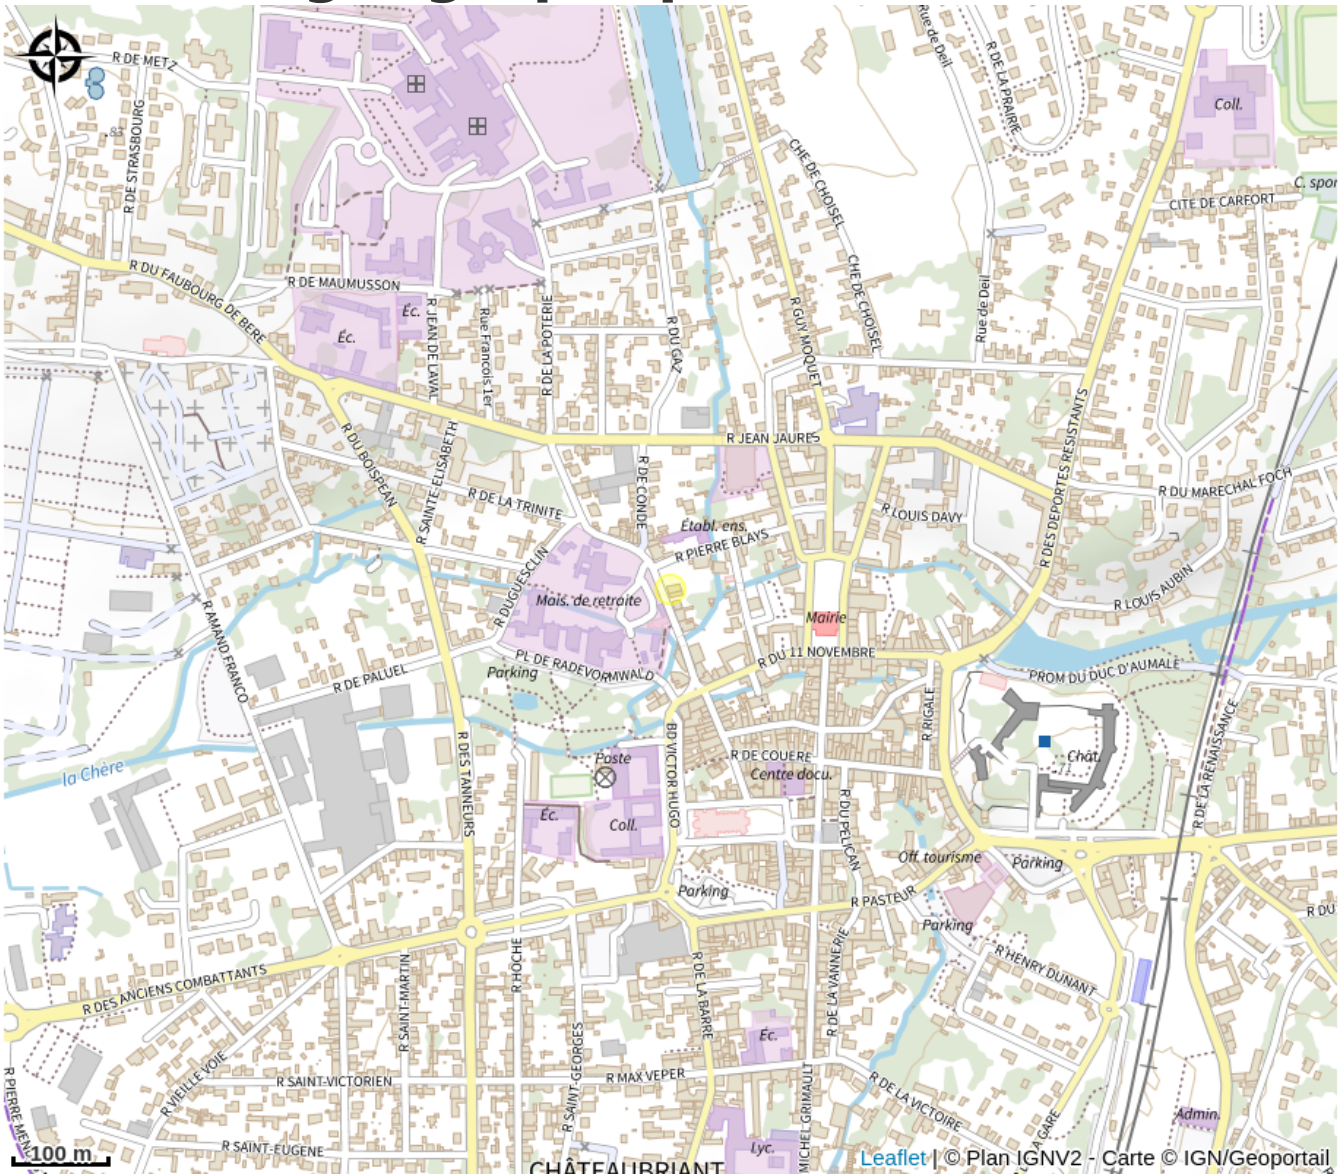 R DE METZ
R DE STRASBOURG
83
Rue de Deil
R DE LA PRAIRIE
Coll.
C. spor
CITE DE CARFORT
CHE DE CHOISEL
CHE DE CHOISEL
R DU FAUBOURG DE BERE
R DE MAUMUSSON
Éc.
Éc.
R JEAN DE LAVAL
Rue Francois 1er
R DE LA POTERIE
R DU GAZ
R GUY MOQUET
Rue de Deil
R JEAN JAURES
R DES DEPORTES RESISTANTS
R DU MARECHAL FOCH
R DU BOISPEAN
R SAINTE-ELISABETH
R DE LA TRINITE
R DE CONDE
Établ. ens.
R PIERRE BLAYS
R LOUIS DAVY
R LOUIS AUBIN
R DUGUESCLIN
Mais. de retraite
Mairie
R AMAND FRANCO
R DU 11 NOVEMBRE
PROM DU DUC D'AUMALE
R DE PALUEL
PL DE RADEVORMWALD
Parking
R RIGALE
R DE LA RENAISSANCE
la Chère
R DES TANNEURS
BD VICTOR HUGO
Poste
R DE COUERE
Centre docu.
Chât.
Éc.
Coll.
R DU PELICAN
Off. tourisme
Parking
Parking
R PASTEUR
Parking
R DU
R DES ANCIENS COMBATTANTS
R HOCHE
R SAINT-MARTIN
R DE LA BARRE
R DE LA VANNERIE
R HENRY DUNANT
Éc.
R VIEILLE VOIE
R SAINT-VICTORIEN
R SAINT-GEORGES
R MAX VEPER
R DE LA VICTOIRE
R PIERRE MEN
R SAINT-EUGENE
MICHEL GRIMAULT
Lyc.
Admin.
LA GARE
100 m
CHÂTEAUBRIANT
Leaflet | © Plan IGNV2 - Carte © IGN/Geoportail